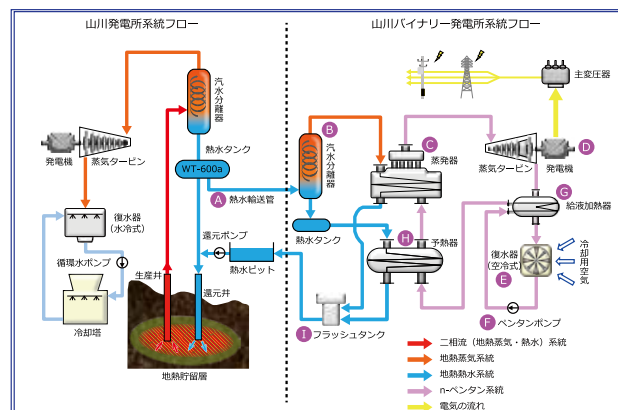 山川発電所系統フロー
山川バイナリー発電所系統フロー
汽水分離器
熱水タンク
WT-600a
A 熱水輸送管
発電機
蒸気タービン
復水器
(水冷式)
循環水ポンプ
冷却塔
生産井
還元井
地熱貯留層
還元ポンプ
熱水ピット
B
汽水分離器
熱水タンク
C
蒸発器
H
予熱器
I フラッシュタンク
主変圧器
蒸気タービン
発電機
D
G
給液加熱器
復水器
(空冷式)
E
冷却用空気
F ペンタンポンプ
二相流(地熱蒸気・熱水)系統
地熱蒸気系統
地熱熱水系統
n-ペンタン系統
電気の流れ